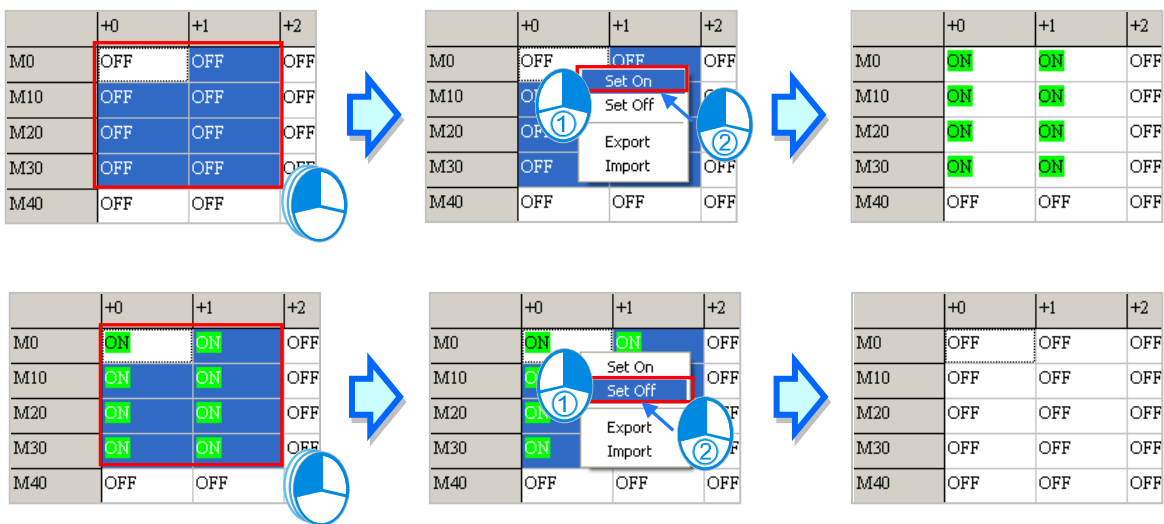 +0 +1 +2
M0 OFF OFF OFF
M10 OFF OFF OFF
M20 OFF OFF OFF
M30 OFF OFF OFF
M40 OFF OFF
+0 +1 +2
M0 OFF OFF OFF
Set On
M10
Set Off
M20 ① ②
Export
M30 OFF Import OFF
M40 OFF OFF OFF
+0 +1 +2
M0 ON ON OFF
M10 ON ON OFF
M20 ON ON OFF
M30 ON ON OFF
M40 OFF OFF OFF
+0 +1 +2
M0 ON ON OFF
M10 ON ON OFF
M20 ON ON OFF
M30 ON ON OFF
M40 OFF OFF
+0 +1 +2
M0 ON ON OFF
Set On
M10 OFF
Set Off
M20 ①
Export
M30 ON Import ②
M40 OFF OFF OFF
+0 +1 +2
M0 OFF OFF OFF
M10 OFF OFF OFF
M20 OFF OFF OFF
M30 OFF OFF OFF
M40 OFF OFF OFF